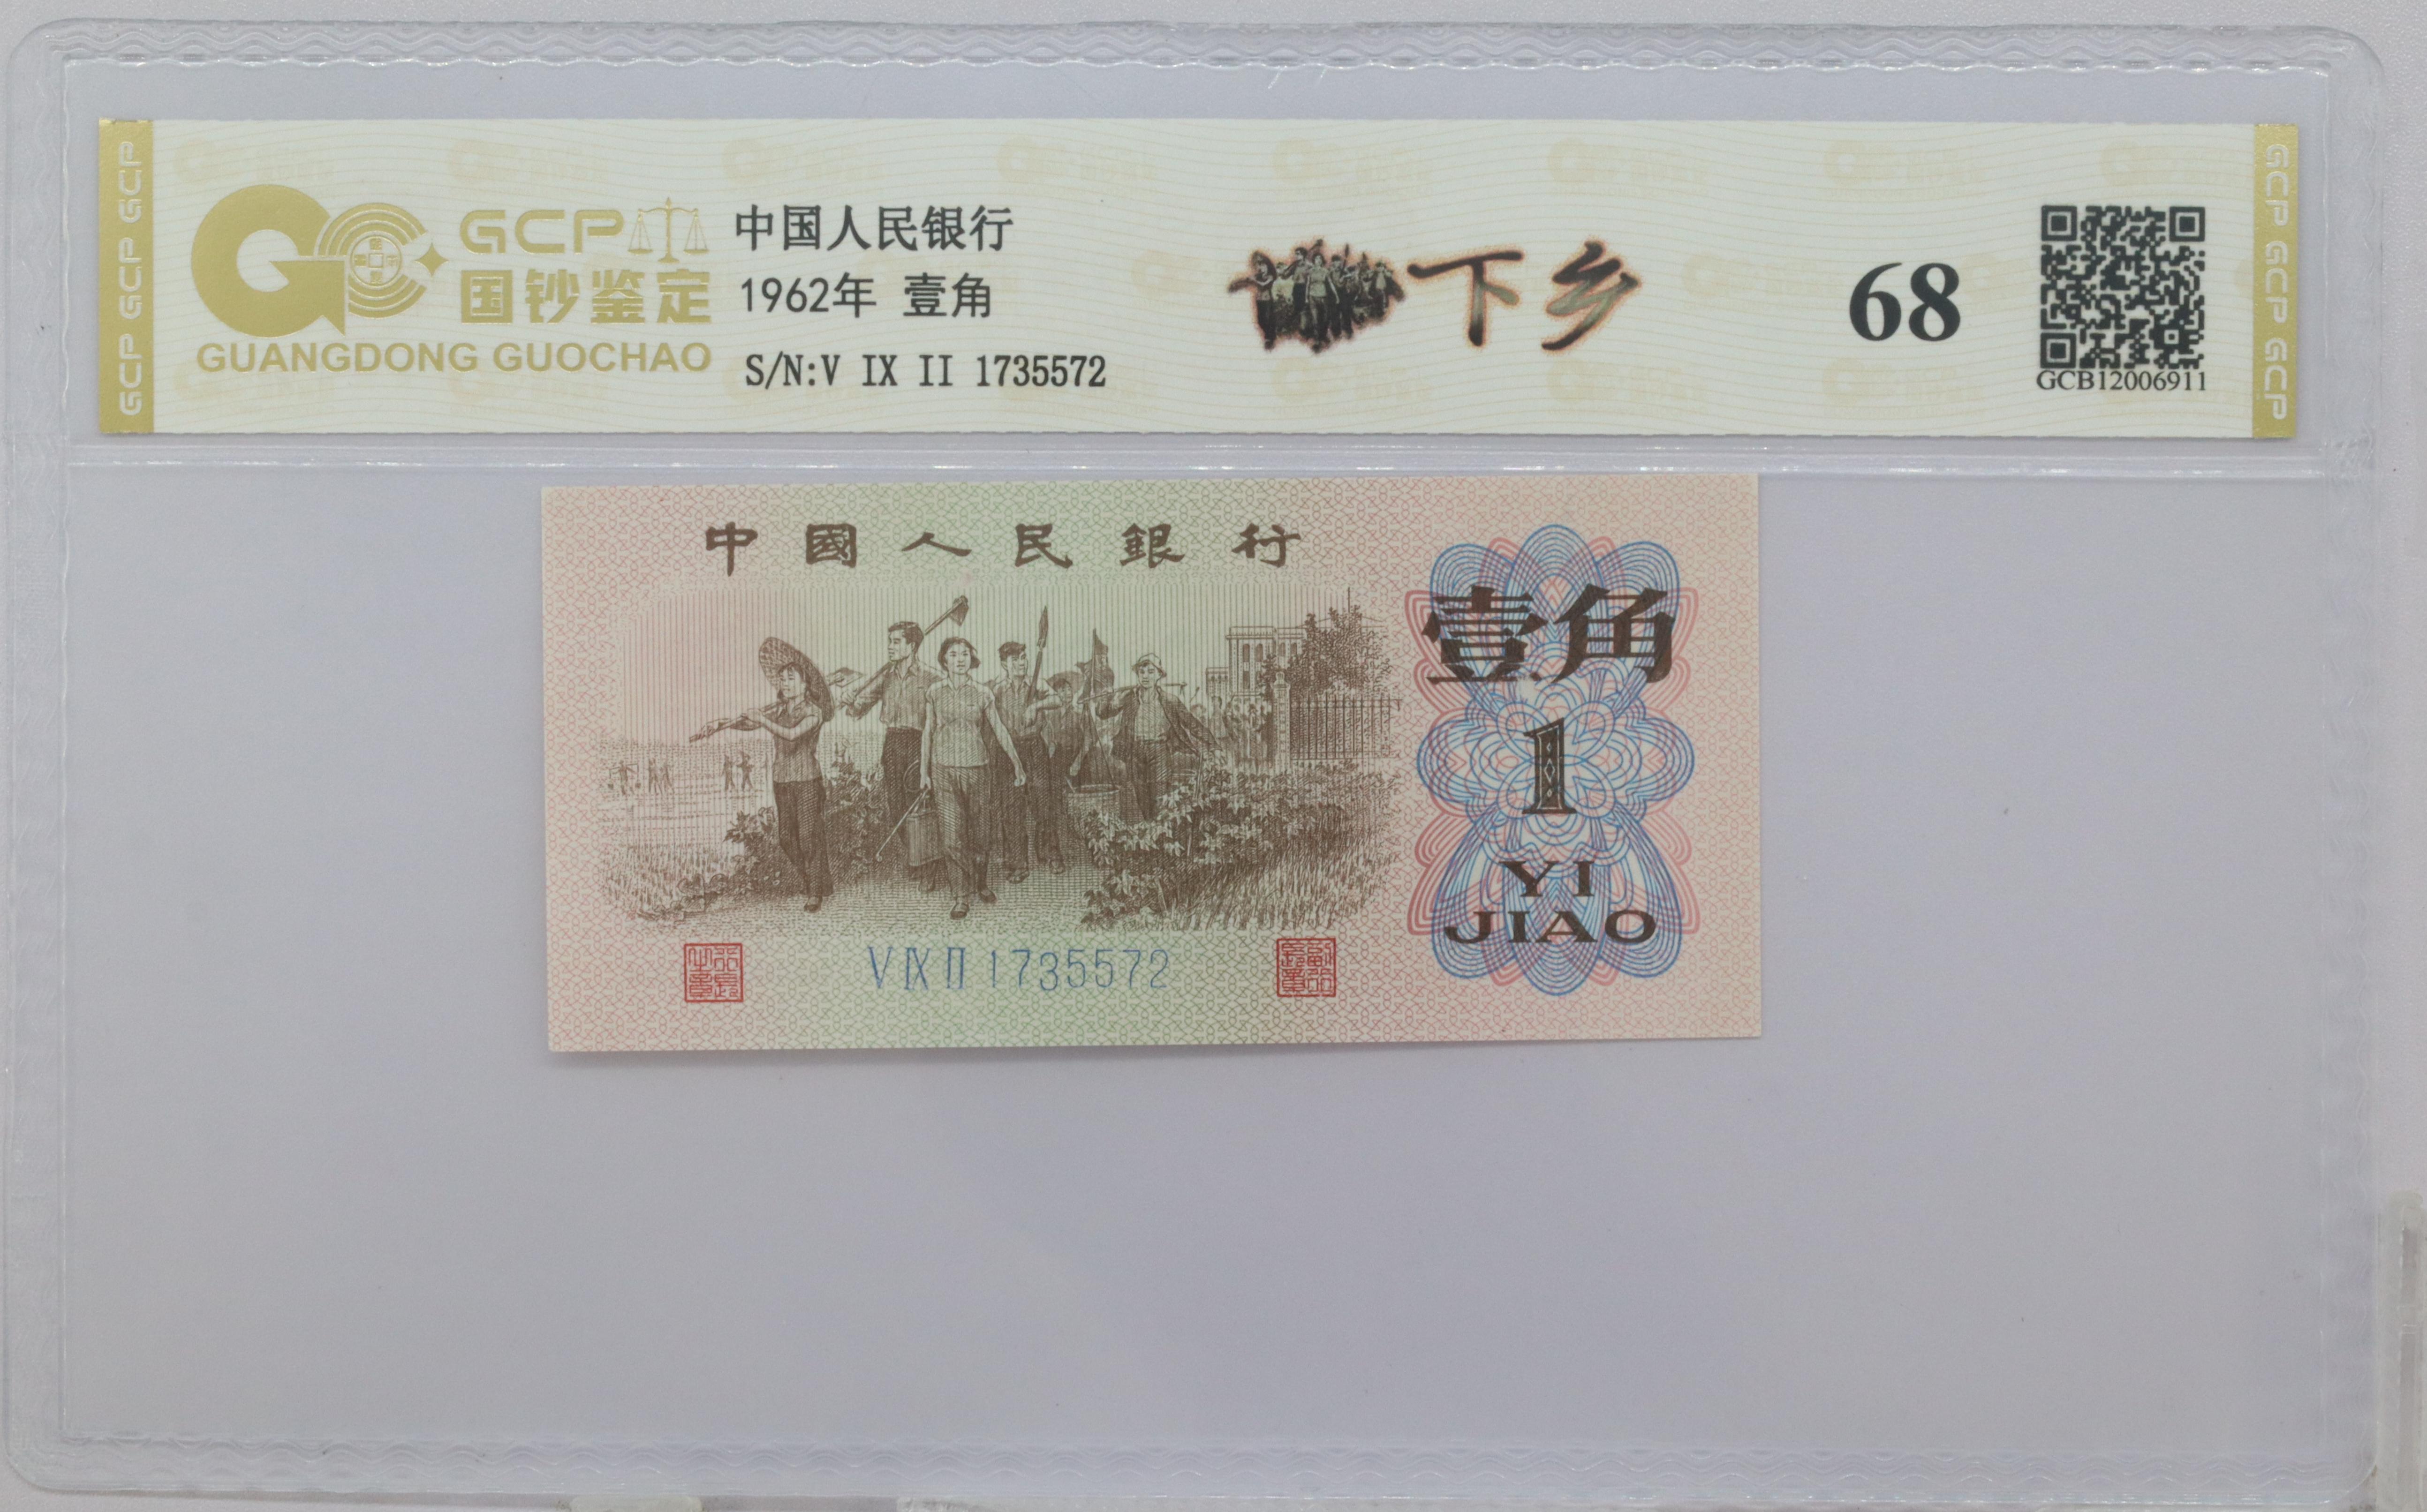 GCP GCP GCP
GCP
国钞鉴定
GUANGDONG GUOCHAO
中国人民银行
1962年 壹角
S/N:V IX II 1735572
下乡
68
GCB12006911
GCP GCP GCP
中國人民銀行
壹角
1
YI
JIAO
V IX II 1735572